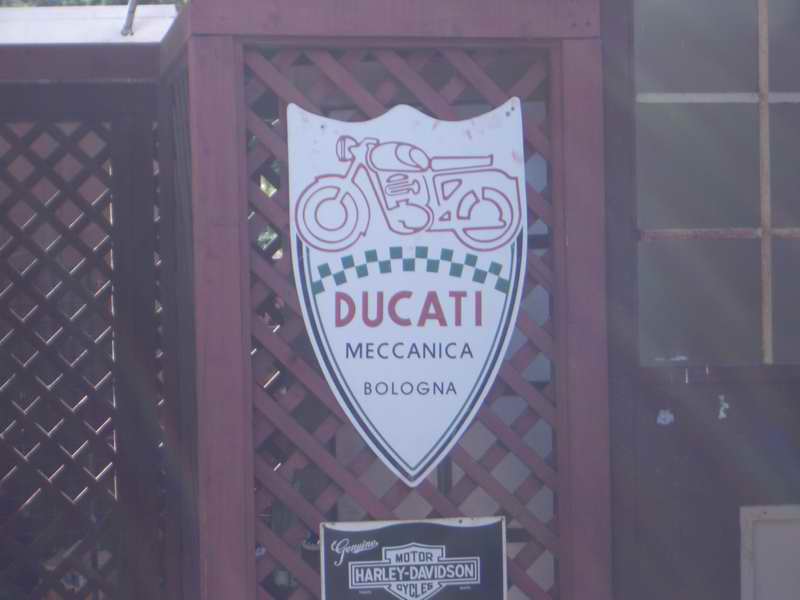 DUCATI
MECCANICA
BOLOGNA
Genuine
MOTOR
HARLEY-DAVIDSON
CYCLES